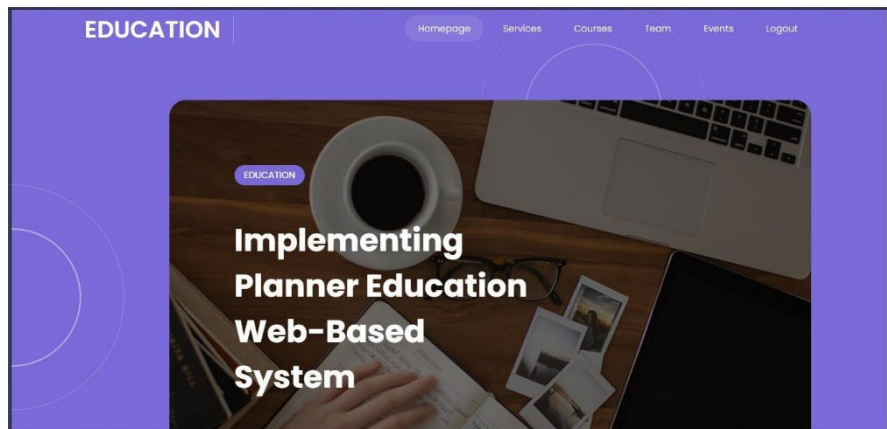 EDUCATION
Homepage Services Courses Team Events Logout
EDUCATION
Implementing
Planner Education
Web-Based
System